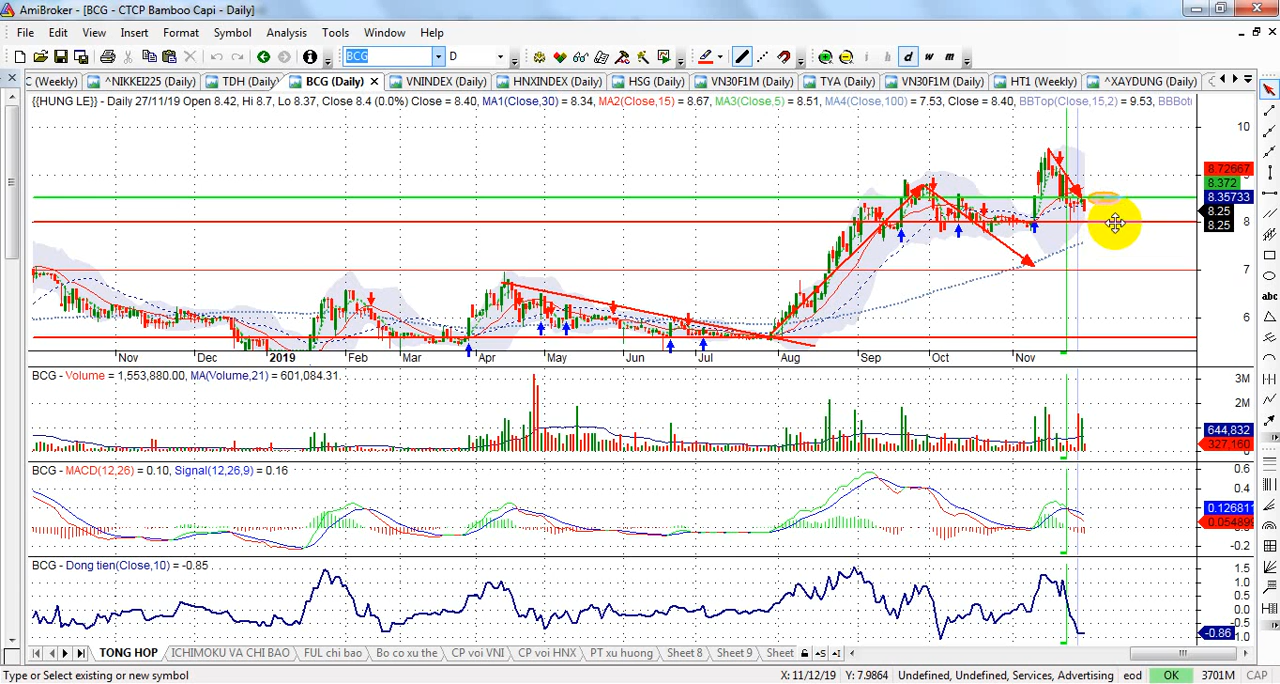 AmiBroker - [BCG - CTCP Bamboo Capi - Daily]
File Edit View Insert Format Symbol Analysis Tools Window Help
BCG D i h d w m
C (Weekly) ^NIKKEI225 (Daily) TDH (Daily) BCG (Daily) VNINDEX (Daily) HNXINDEX (Daily) HSG (Daily) VN30F1M (Daily) TYA (Daily) VN30F1M (Daily) HT1 (Weekly) ^XAYDUNG (Daily)
{{HUNG LE}} - Daily 27/11/19 Open 8.42, Hi 8.7, Lo 8.37, Close 8.4 (0.0%) Close = 8.40, MA1(Close,30) = 8.34, MA2(Close,15) = 8.67, MA3(Close,5) = 8.51, MA4(Close,100) = 7.53, Close = 8.40, BBTop(Close,15,2) = 9.53, BBBot
10
8.72667
8.372
8.35733
8.25
8.25
8
7
6
abc
Nov Dec 2019 Feb Mar Apr May Jun Jul Aug Sep Oct Nov
BCG - Volume = 1,553,880.00, MA(Volume,21) = 601,084.31
3M
2M
644,832
327,160
BCG - MACD(12,26) = 0.10, Signal(12,26,9) = 0.16
0.6
0.4
0.12681
0.05489
-0.2
BCG - Dong tien(Close,10) = -0.85
1.5
1.0
0.5
0.0
0.5
-0.86
1.0
TONG HOP ICHIMOKU VA CHI BAO FUL chi bao Bo co xu the CP voi VNI CP voi HNX PT xu huong Sheet 8 Sheet 9 Sheet
Type or Select existing or new symbol X: 11/12/19 Y: 7.9864 Undefined, Undefined, Services, Advertising eod OK 3701M CAP